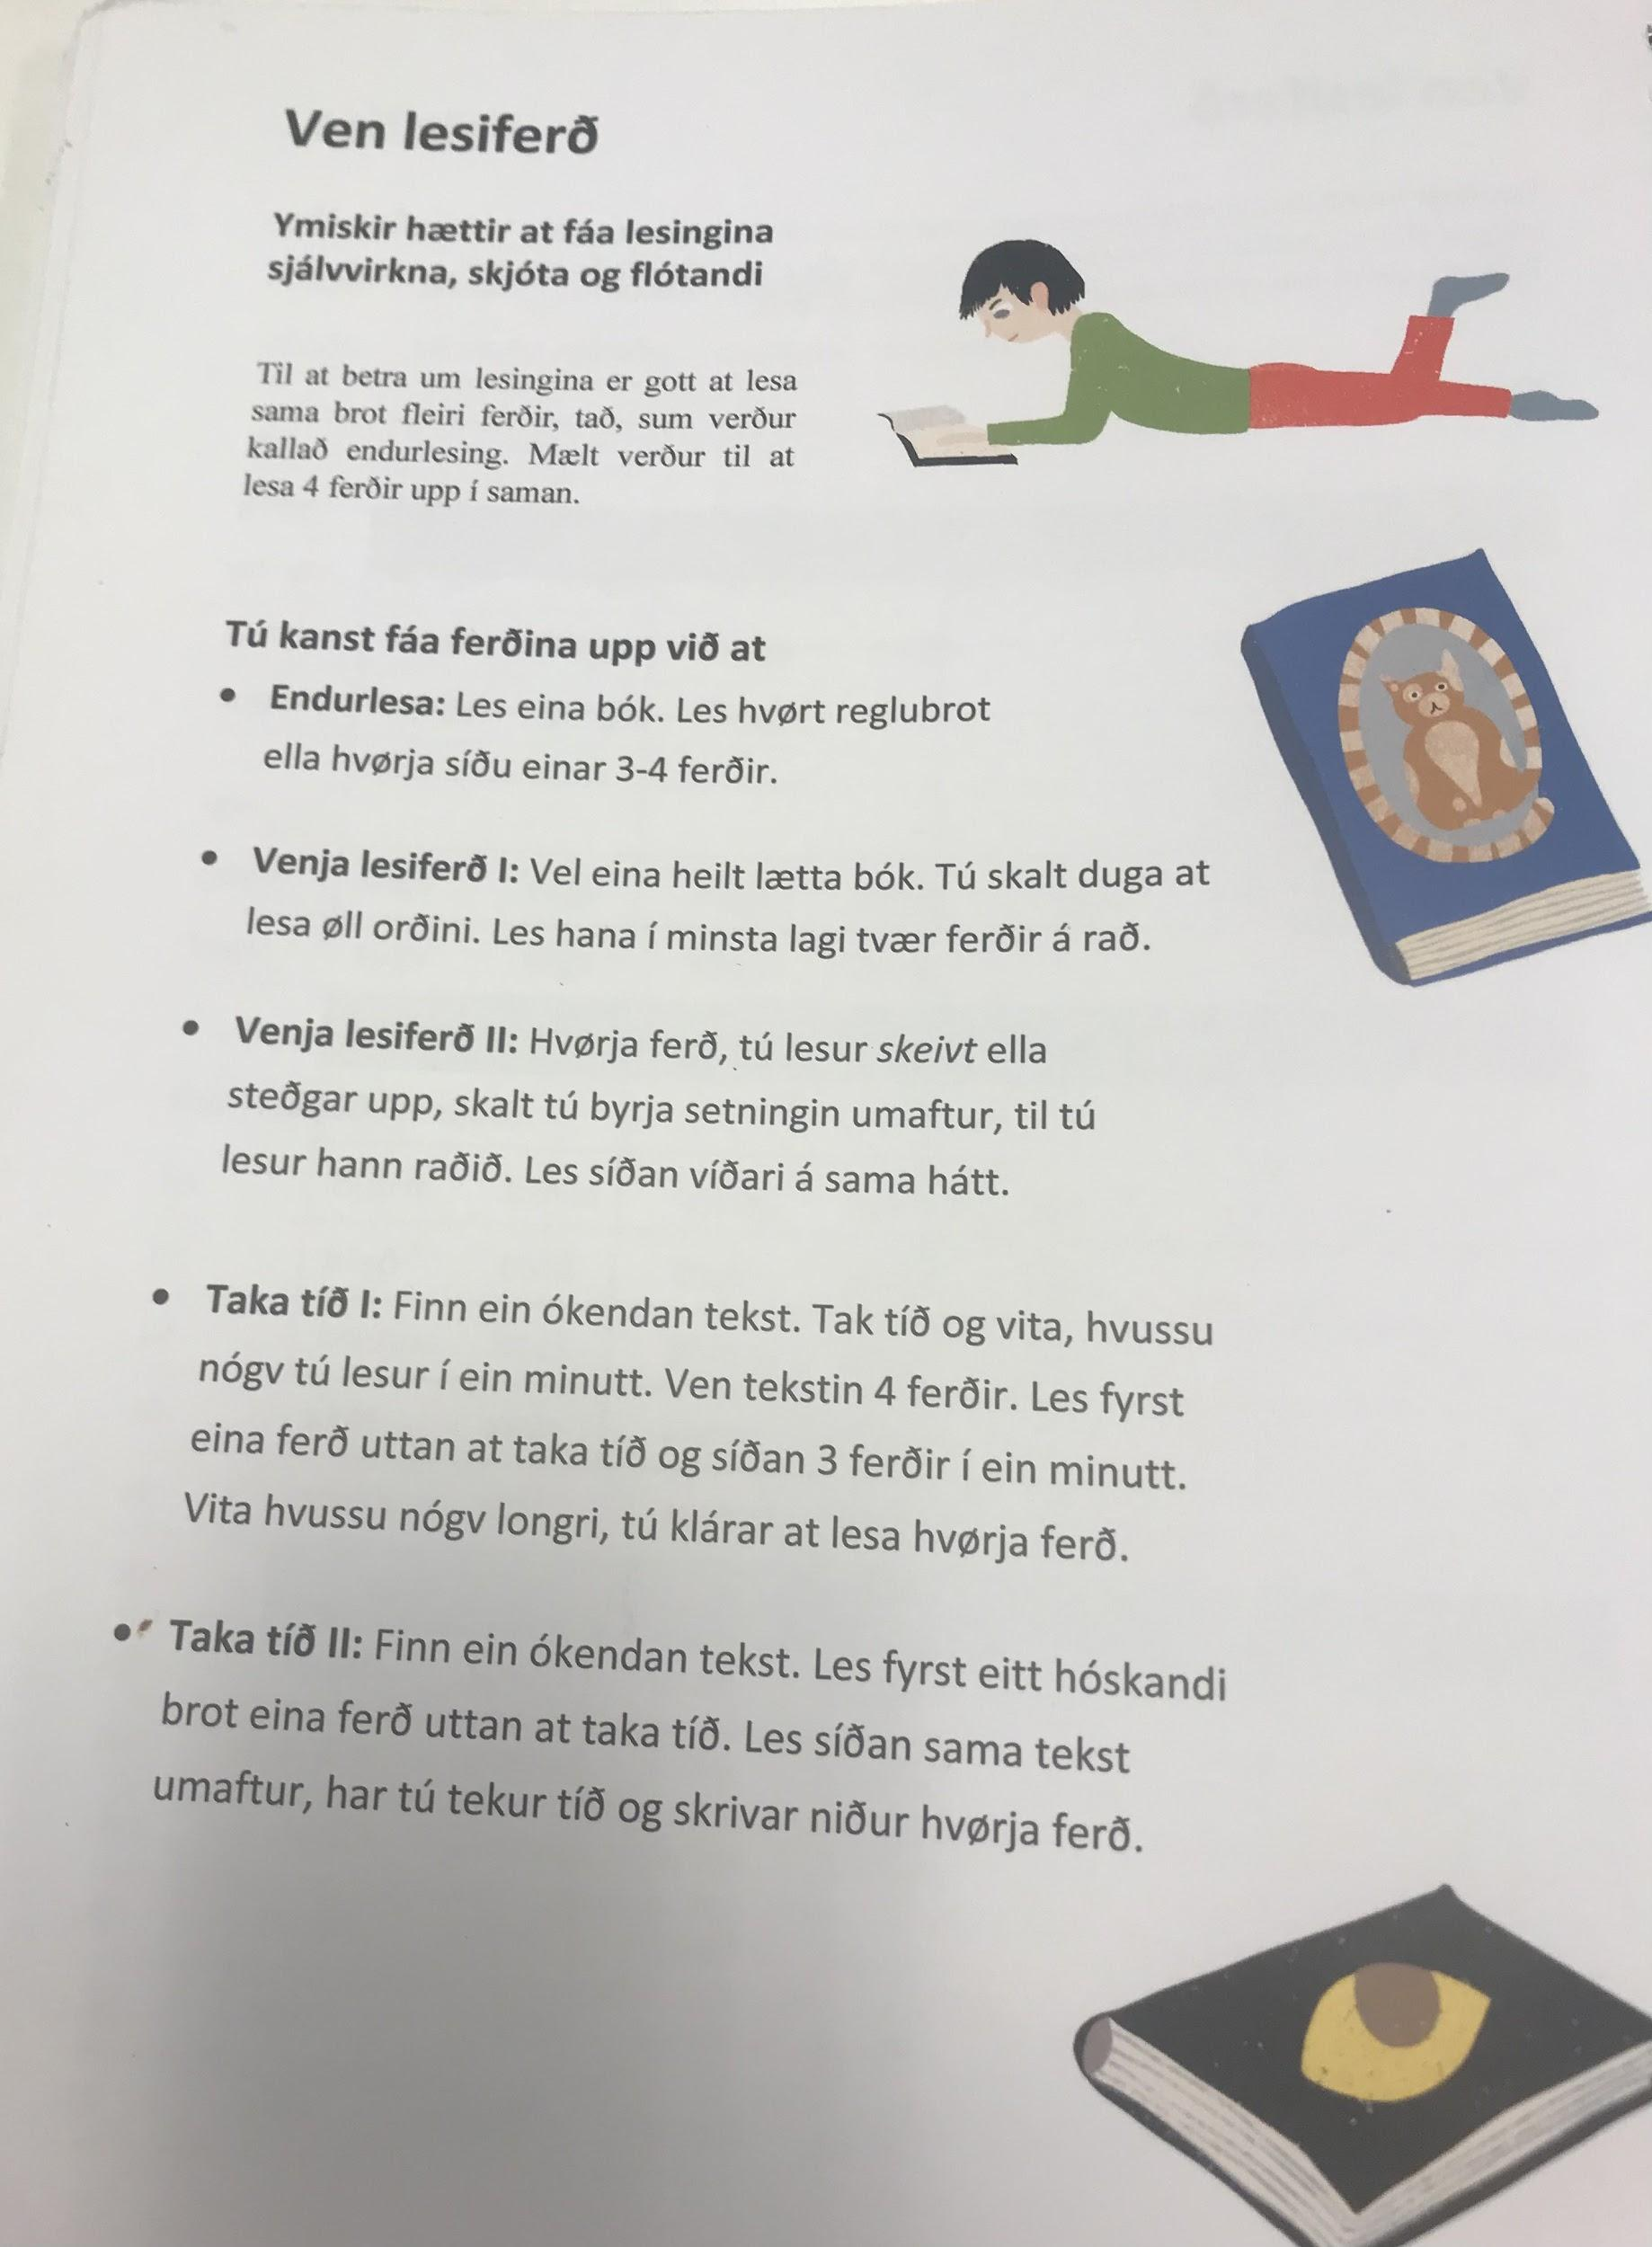 Ven lesiferð
Ymiskir hættir at fáa lesingina
sjálvvirkna, skjóta og flótandi
Til at betra um lesingina er gott at lesa
sama brot fleiri ferðir, tað, sum verður
kallað endurlesing. Mælt verður til at
lesa 4 ferðir upp í saman.
Tú kanst fáa ferðina upp við at
• Endurlesa: Les eina bók. Les hvørt reglubrot
ella hvørja síðu einar 3-4 ferðir.
• Venja lesiferð I: Vel eina heilt lætta bók. Tú skalt duga at
lesa øll orðini. Les hana í minsta lagi tvær ferðir á rað.
• Venja lesiferð II: Hvørja ferð, tú lesur skeivt ella
steðgar upp, skalt tú byrja setningin umaftur, til tú
lesur hann raðið. Les síðan víðari á sama hátt.
• Taka tíð I: Finn ein ókendan tekst. Tak tíð og vita, hvussu
nógv tú lesur í ein minutt. Ven tekstin 4 ferðir. Les fyrst
eina ferð uttan at taka tíð og síðan 3 ferðir í ein minutt.
Vita hvussu nógv longri, tú klárar at lesa hvørja ferð.
• Taka tíð II: Finn ein ókendan tekst. Les fyrst eitt hóskandi
brot eina ferð uttan at taka tíð. Les síðan sama tekst
umaftur, har tú tekur tíð og skrivar niður hvørja ferð.